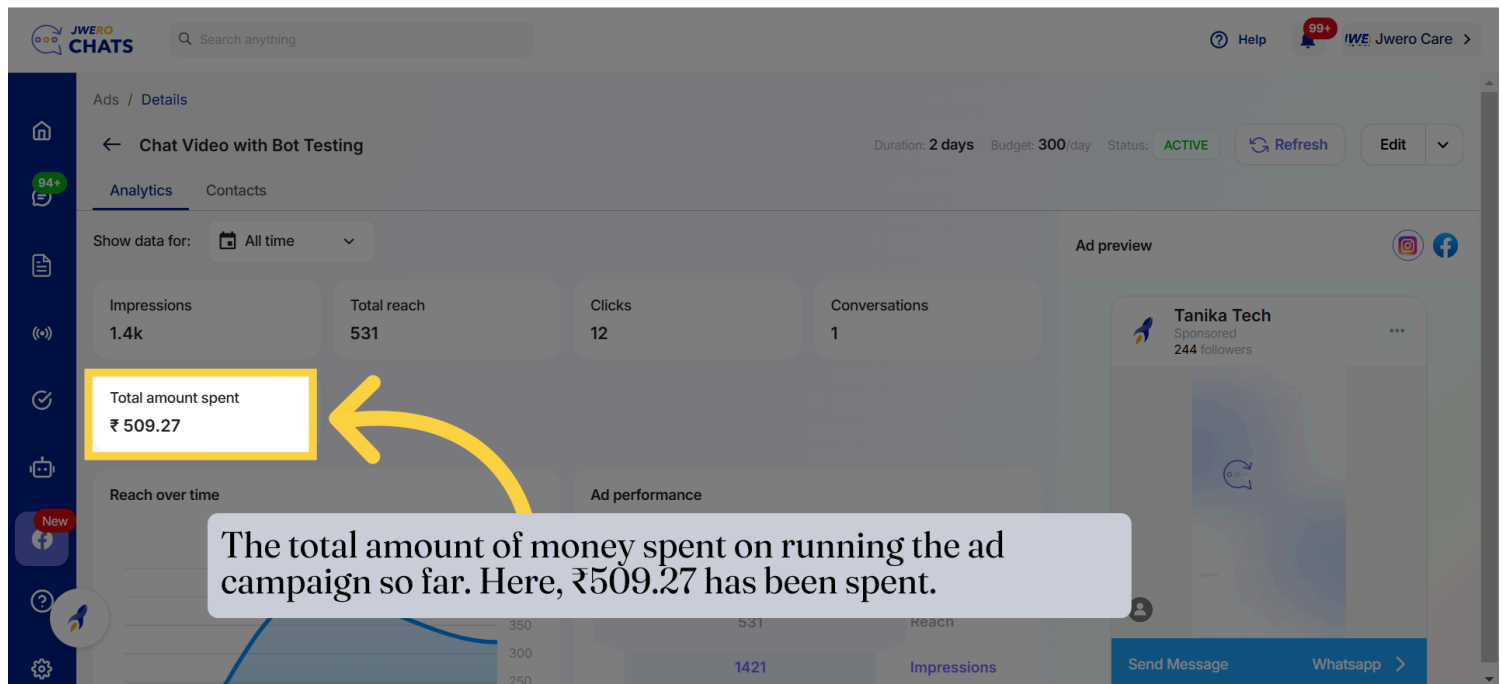 JWERO
CHATS
Search anything
Help
99+
JWE
Jwero Care
Ads / Details
Chat Video with Bot Testing
Duration: 2 days
Budget: 300/day
Status: ACTIVE
Refresh
Edit
94+
Analytics
Contacts
Show data for:
All time
Ad preview
Impressions
1.4k
Total reach
531
Clicks
12
Conversations
1
Tanika Tech
Sponsored
244 followers
Total amount spent
₹ 509.27
Reach over time
Ad performance
New
The total amount of money spent on running the ad
campaign so far. Here, ₹509.27 has been spent.
350
531
Reach
300
1421
Impressions
250
Send Message
Whatsapp